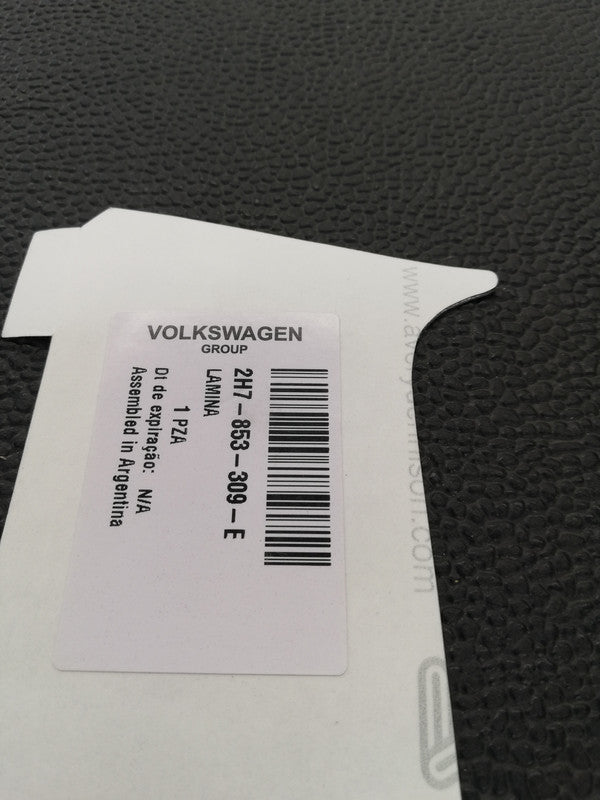 VOLKSWAGEN
GROUP
2H7-853-309-E
LAMINA
1 PZA
Dt de expiração: N/A
Assembled in Argentina
www.averydennison.com